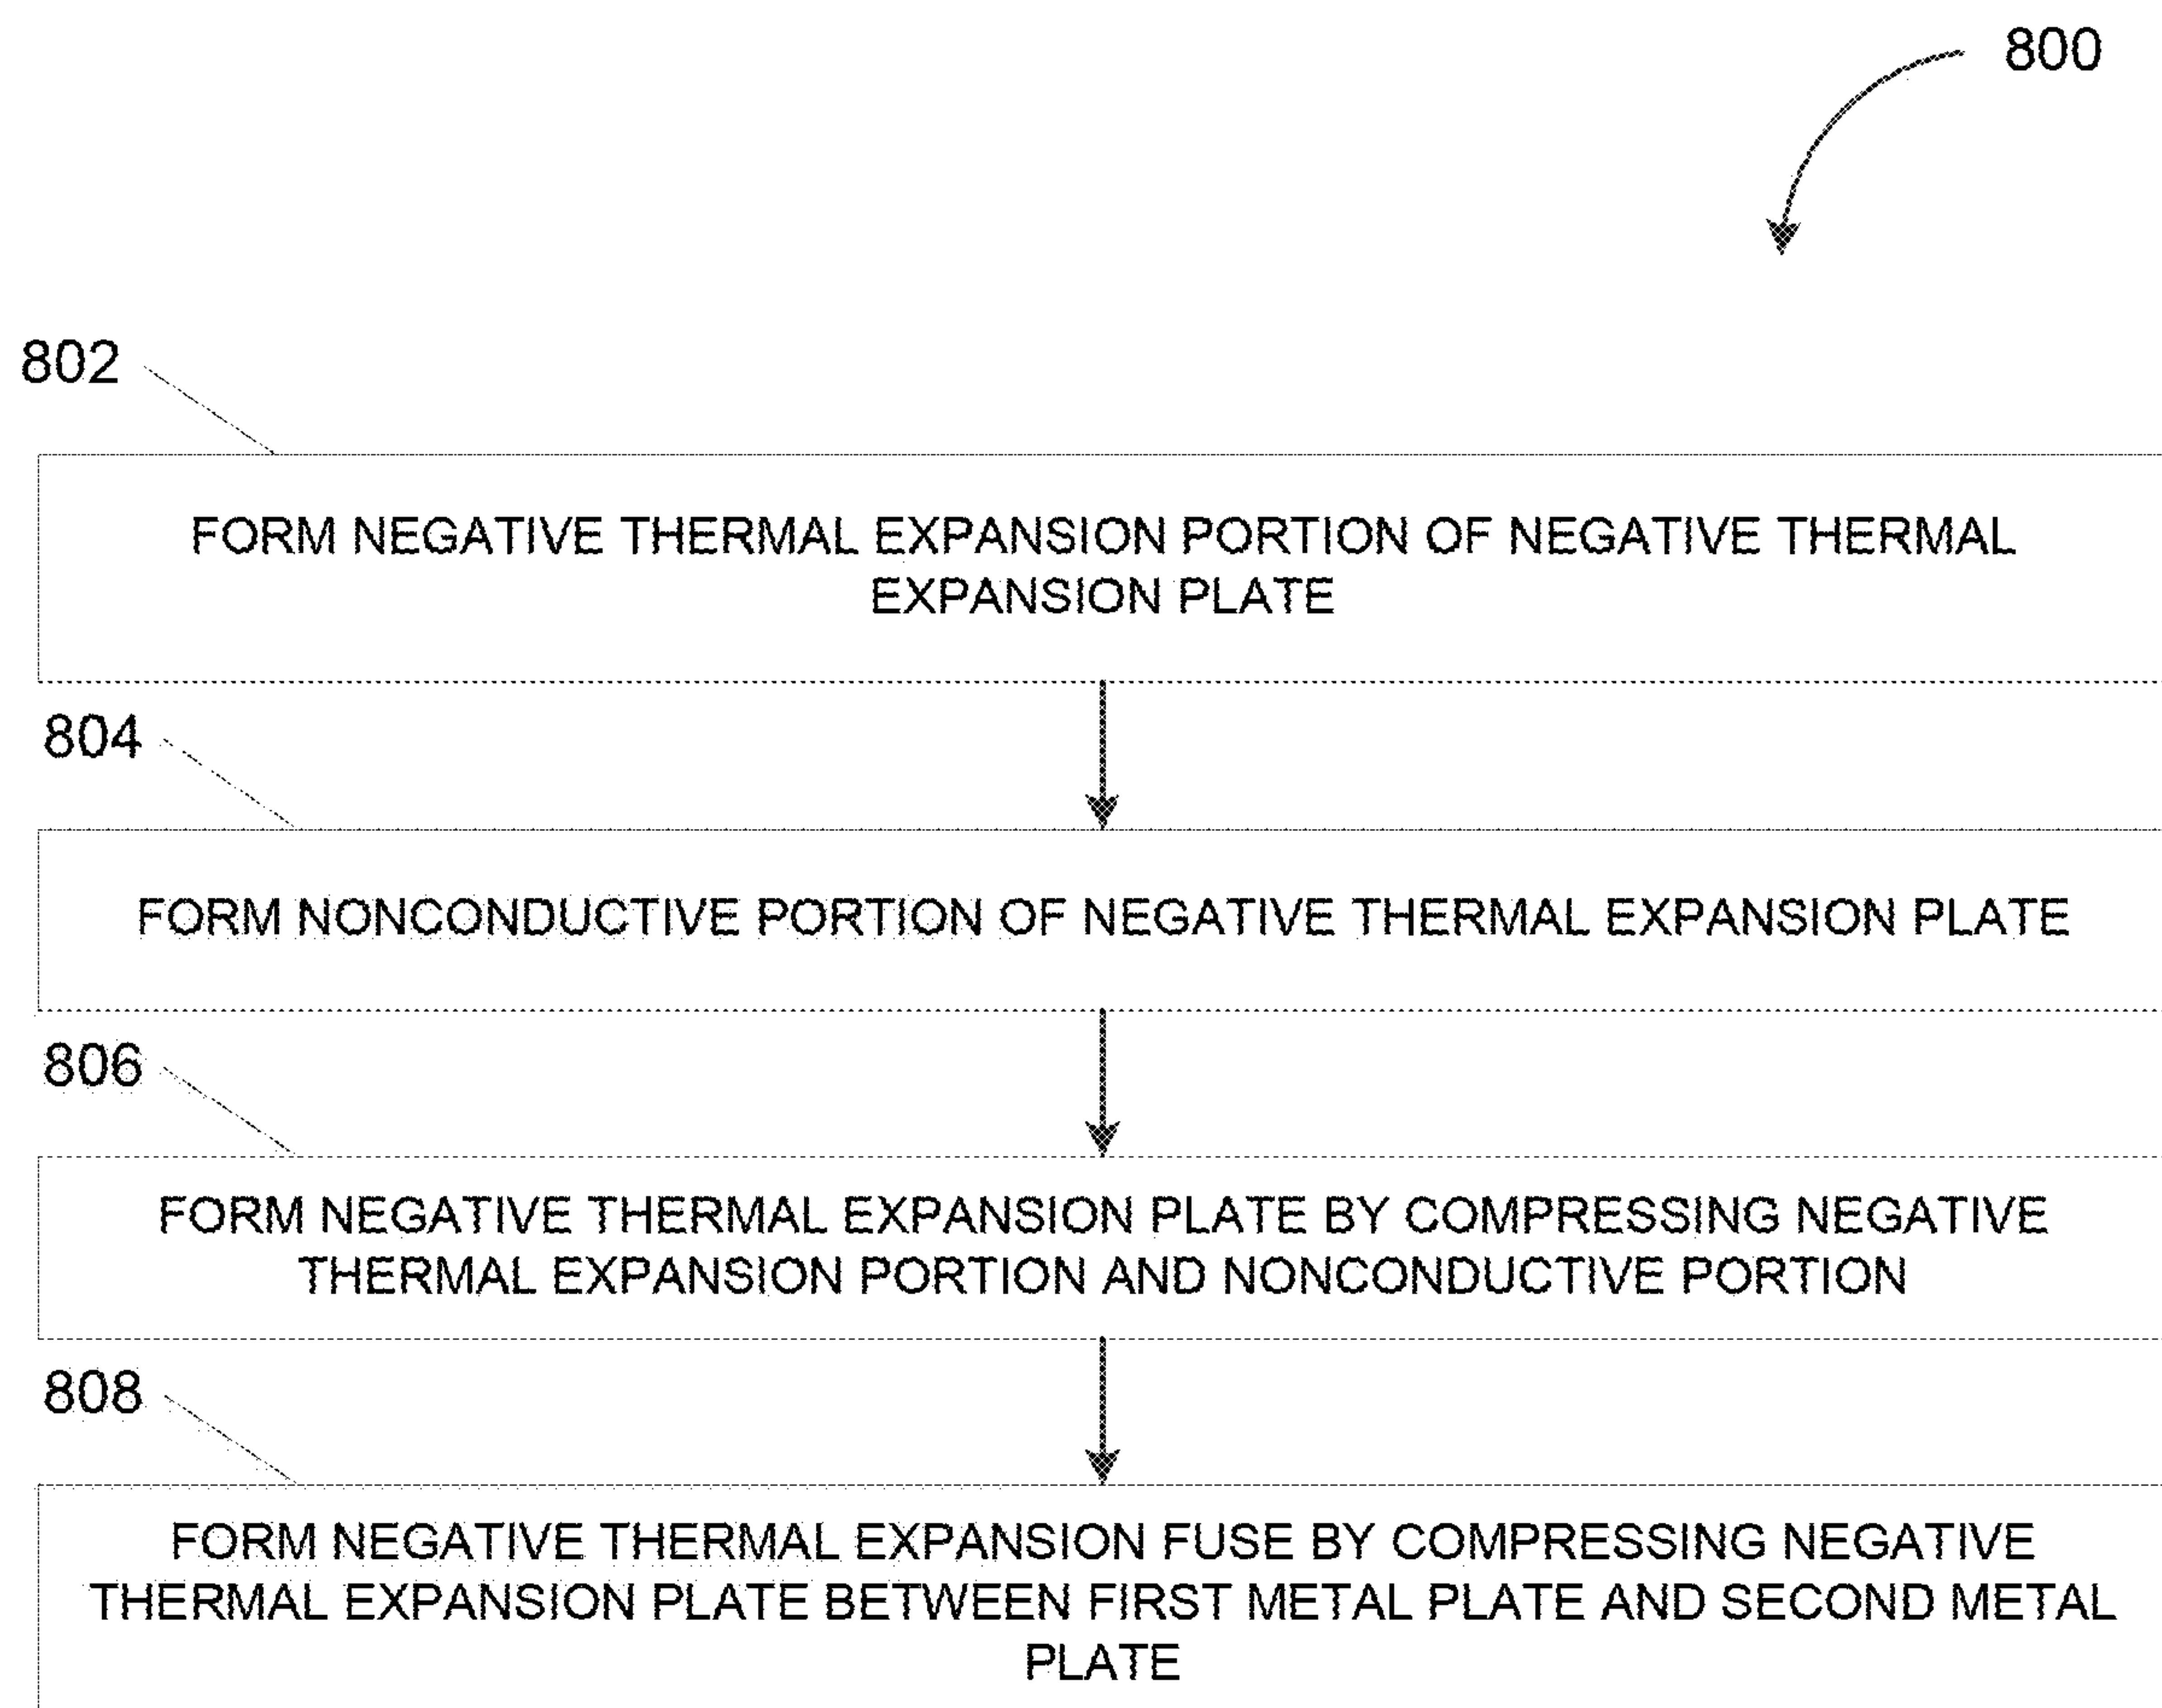 800
802
FORM NEGATIVE THERMAL EXPANSION PORTION OF NEGATIVE THERMAL
EXPANSION PLATE
804
FORM NONCONDUCTIVE PORTION OF NEGATIVE THERMAL EXPANSION PLATE
806
FORM NEGATIVE THERMAL EXPANSION PLATE BY COMPRESSING NEGATIVE
THERMAL EXPANSION PORTION AND NONCONDUCTIVE PORTION
808
FORM NEGATIVE THERMAL EXPANSION FUSE BY COMPRESSING NEGATIVE
THERMAL EXPANSION PLATE BETWEEN FIRST METAL PLATE AND SECOND METAL
PLATE